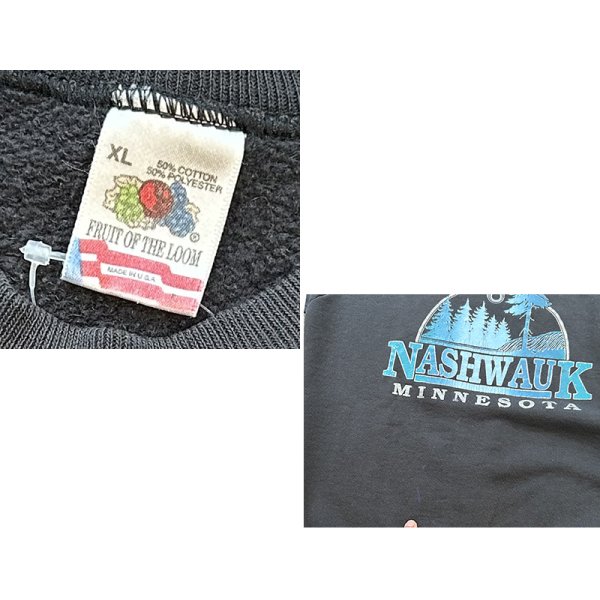 XL
50% COTTON
50% POLYESTER
FRUIT OF THE LOOM
®
MADE IN U.S.A.
NASHWAUK
MINNESOTA